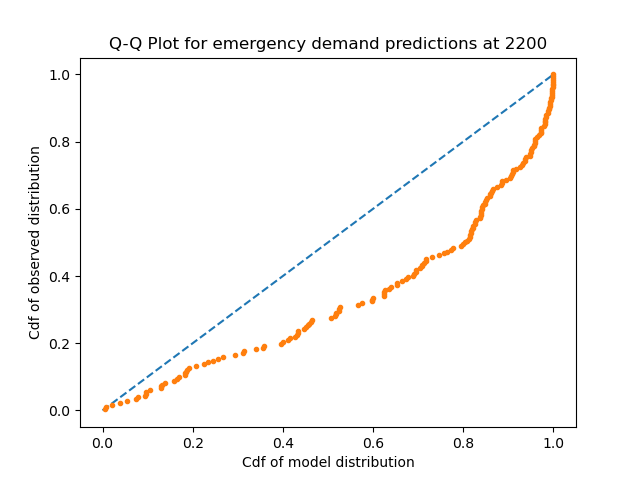 Q-Q Plot for emergency demand predictions at 2200
1.0
0.8
0.6
0.4
0.2
0.0
Cdf of observed distribution
0.0 0.2 0.4 0.6 0.8 1.0
Cdf of model distribution